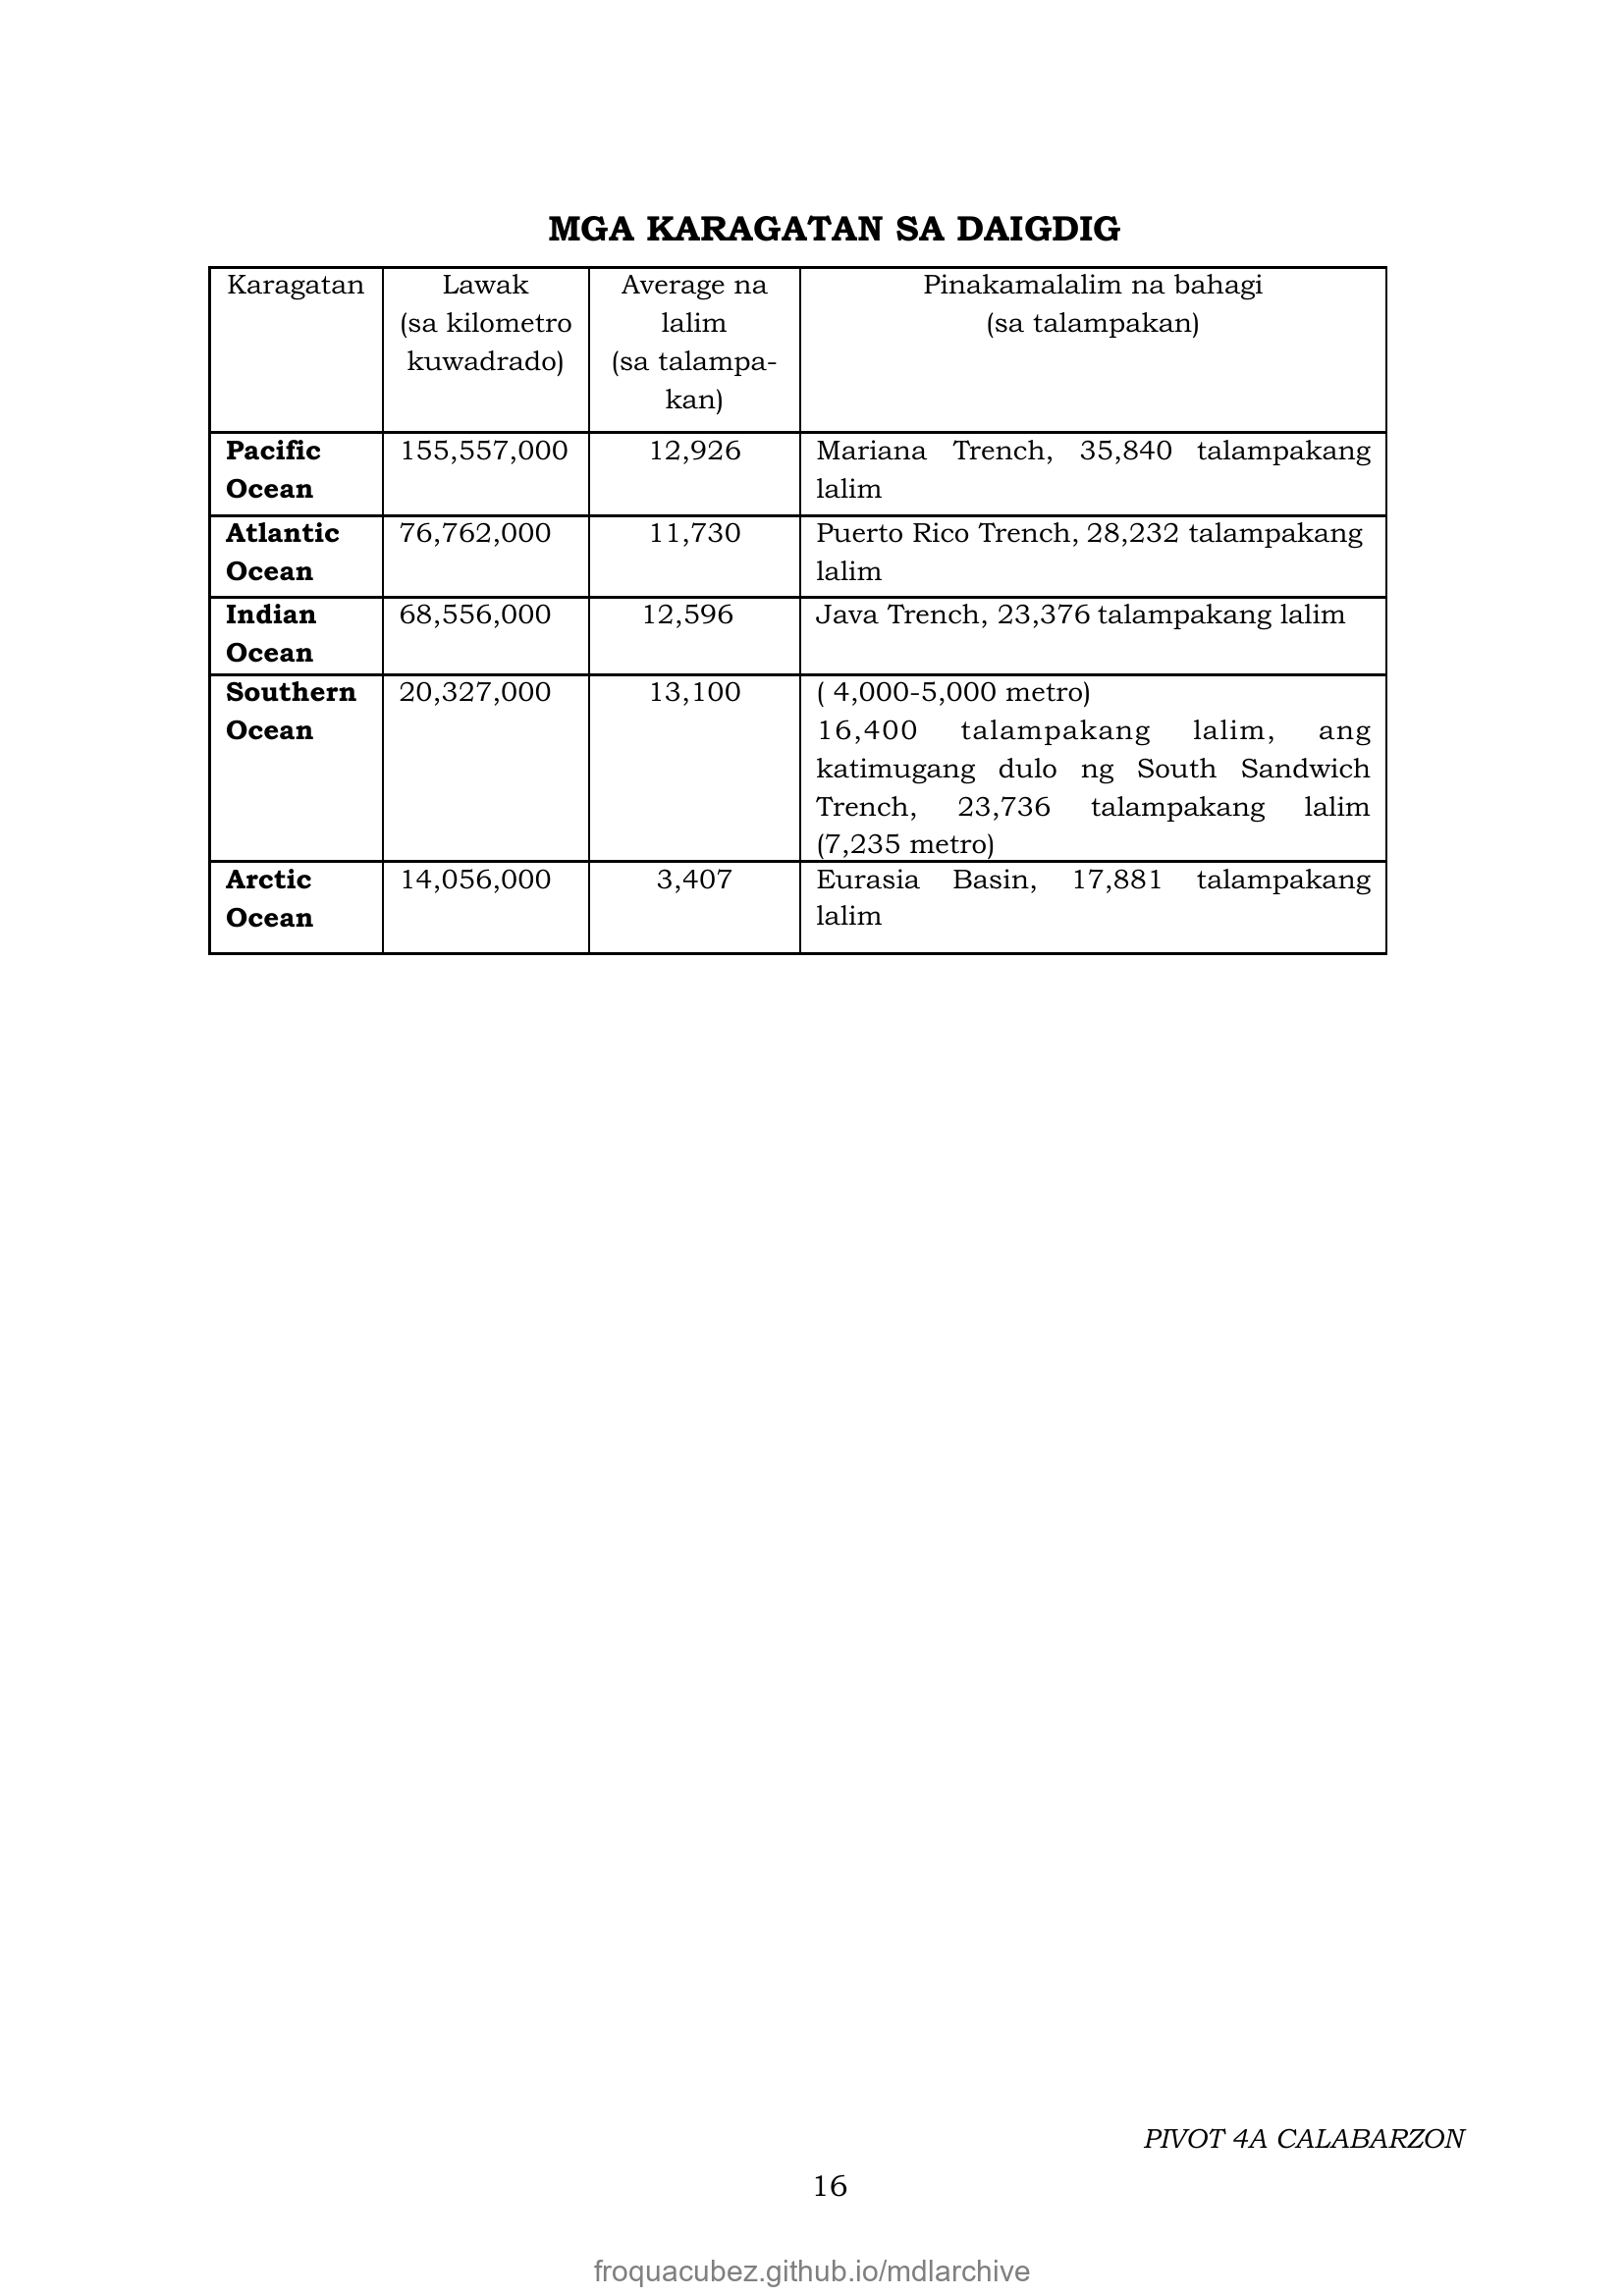 MGA KARAGATAN SA DAIGDIG
Karagatan
Lawak
(sa kilometro
kuwadrado)
Average na
lalim
(sa talampa-
kan)
Pinakamalalim na bahagi
(sa talampakan)
Pacific
Ocean
155,557,000
12,926
Mariana Trench, 35,840 talampakang
lalim
Atlantic
Ocean
76,762,000
11,730
Puerto Rico Trench, 28,232 talampakang
lalim
Indian
Ocean
68,556,000
12,596
Java Trench, 23,376 talampakang lalim
Southern
Ocean
20,327,000
13,100
( 4,000-5,000 metro)
16,400 talampakang lalim, ang
katimugang dulo ng South Sandwich
Trench, 23,736 talampakang lalim
(7,235 metro)
Arctic
Ocean
14,056,000
3,407
Eurasia Basin, 17,881 talampakang
lalim
PIVOT 4A CALABARZON
16
froquacubez.github.io/mdlarchive